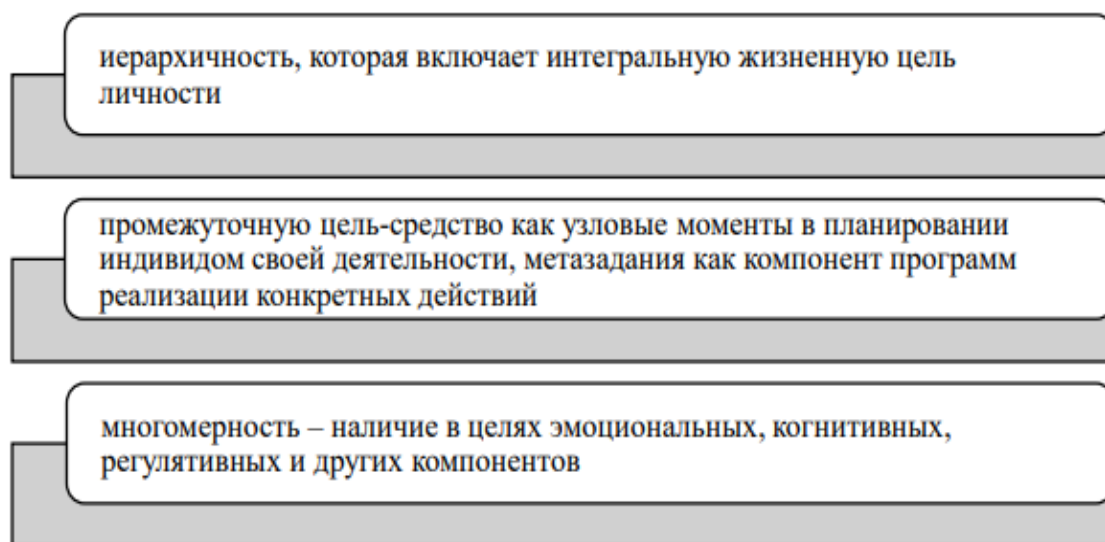 иерархичность, которая включает интегральную жизненную цель
личности
промежуточную цель-средство как узловые моменты в планировании
индивидом своей деятельности, метазадания как компонент программ
реализации конкретных действий
многомерность – наличие в целях эмоциональных, когнитивных,
регулятивных и других компонентов